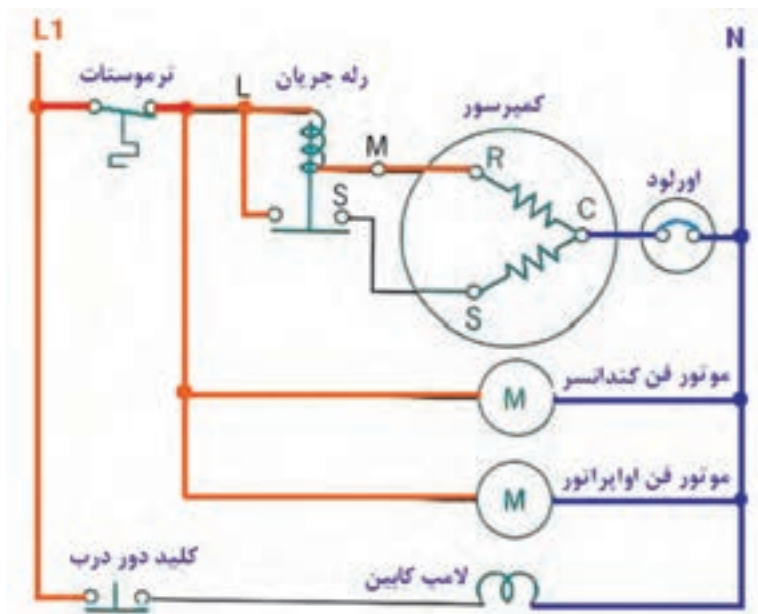 L1
N
ترموستات
رله جریان
کمپرسور
اورلود
L
M
R
C
S
S
موتور فن کندانسر
M
موتور فن اواپراتور
M
کلید دور درب
لامپ کابین